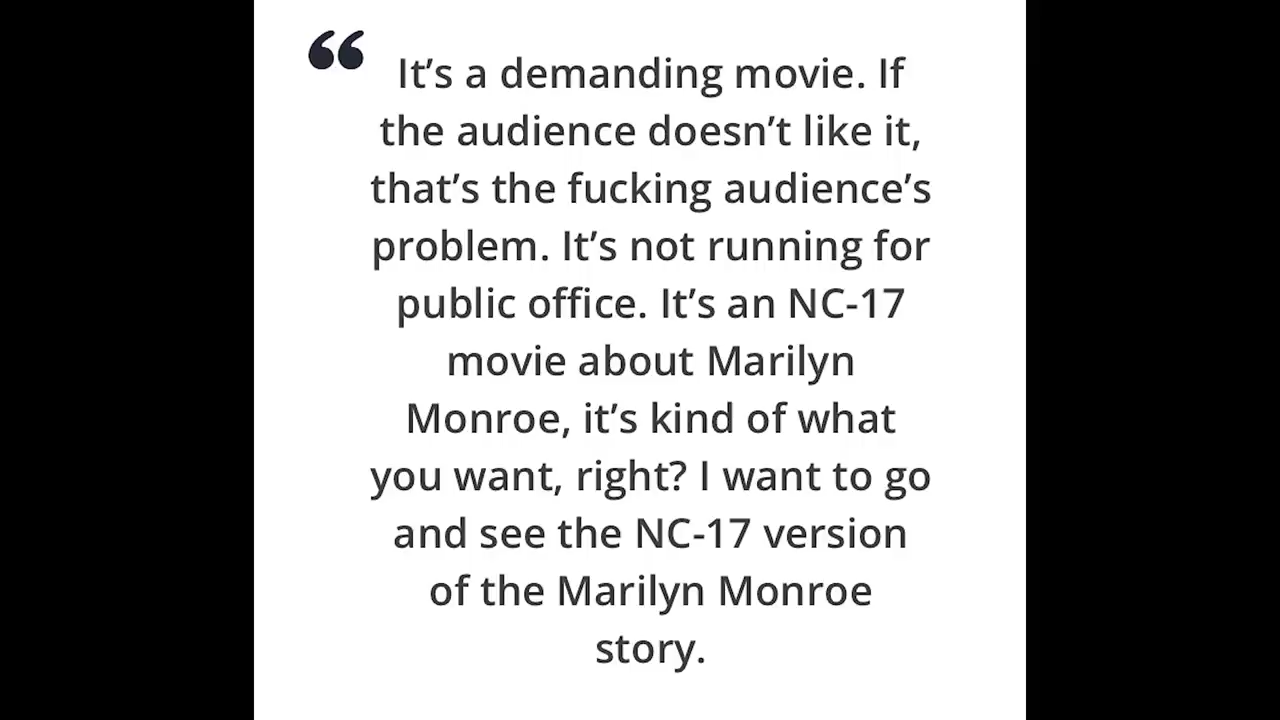 “ It’s a demanding movie. If
the audience doesn’t like it,
that’s the fucking audience’s
problem. It’s not running for
public office. It’s an NC-17
movie about Marilyn
Monroe, it’s kind of what
you want, right? I want to go
and see the NC-17 version
of the Marilyn Monroe
story.